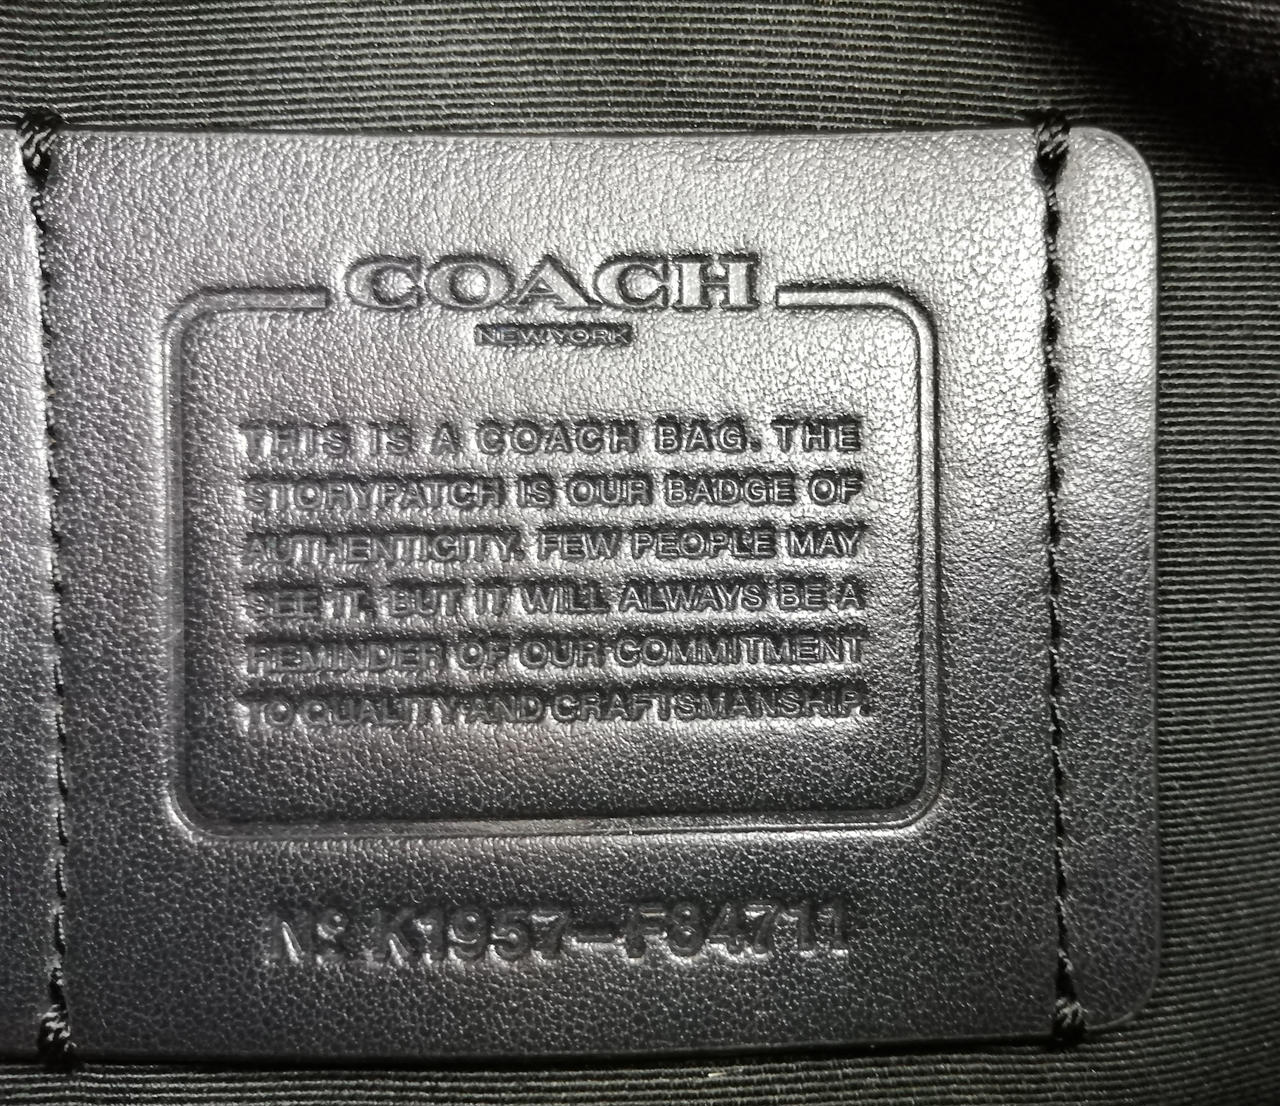 COACH
NEW YORK
THIS IS A COACH BAG. THE
STORYPATCH IS OUR BADGE OF
AUTHENTICITY. FEW PEOPLE MAY
SEE IT. BUT IT WILL ALWAYS BE A
REMINDER OF OUR COMMITMENT
TO QUALITY AND CRAFTSMANSHIP.
Nº K1957-F84711